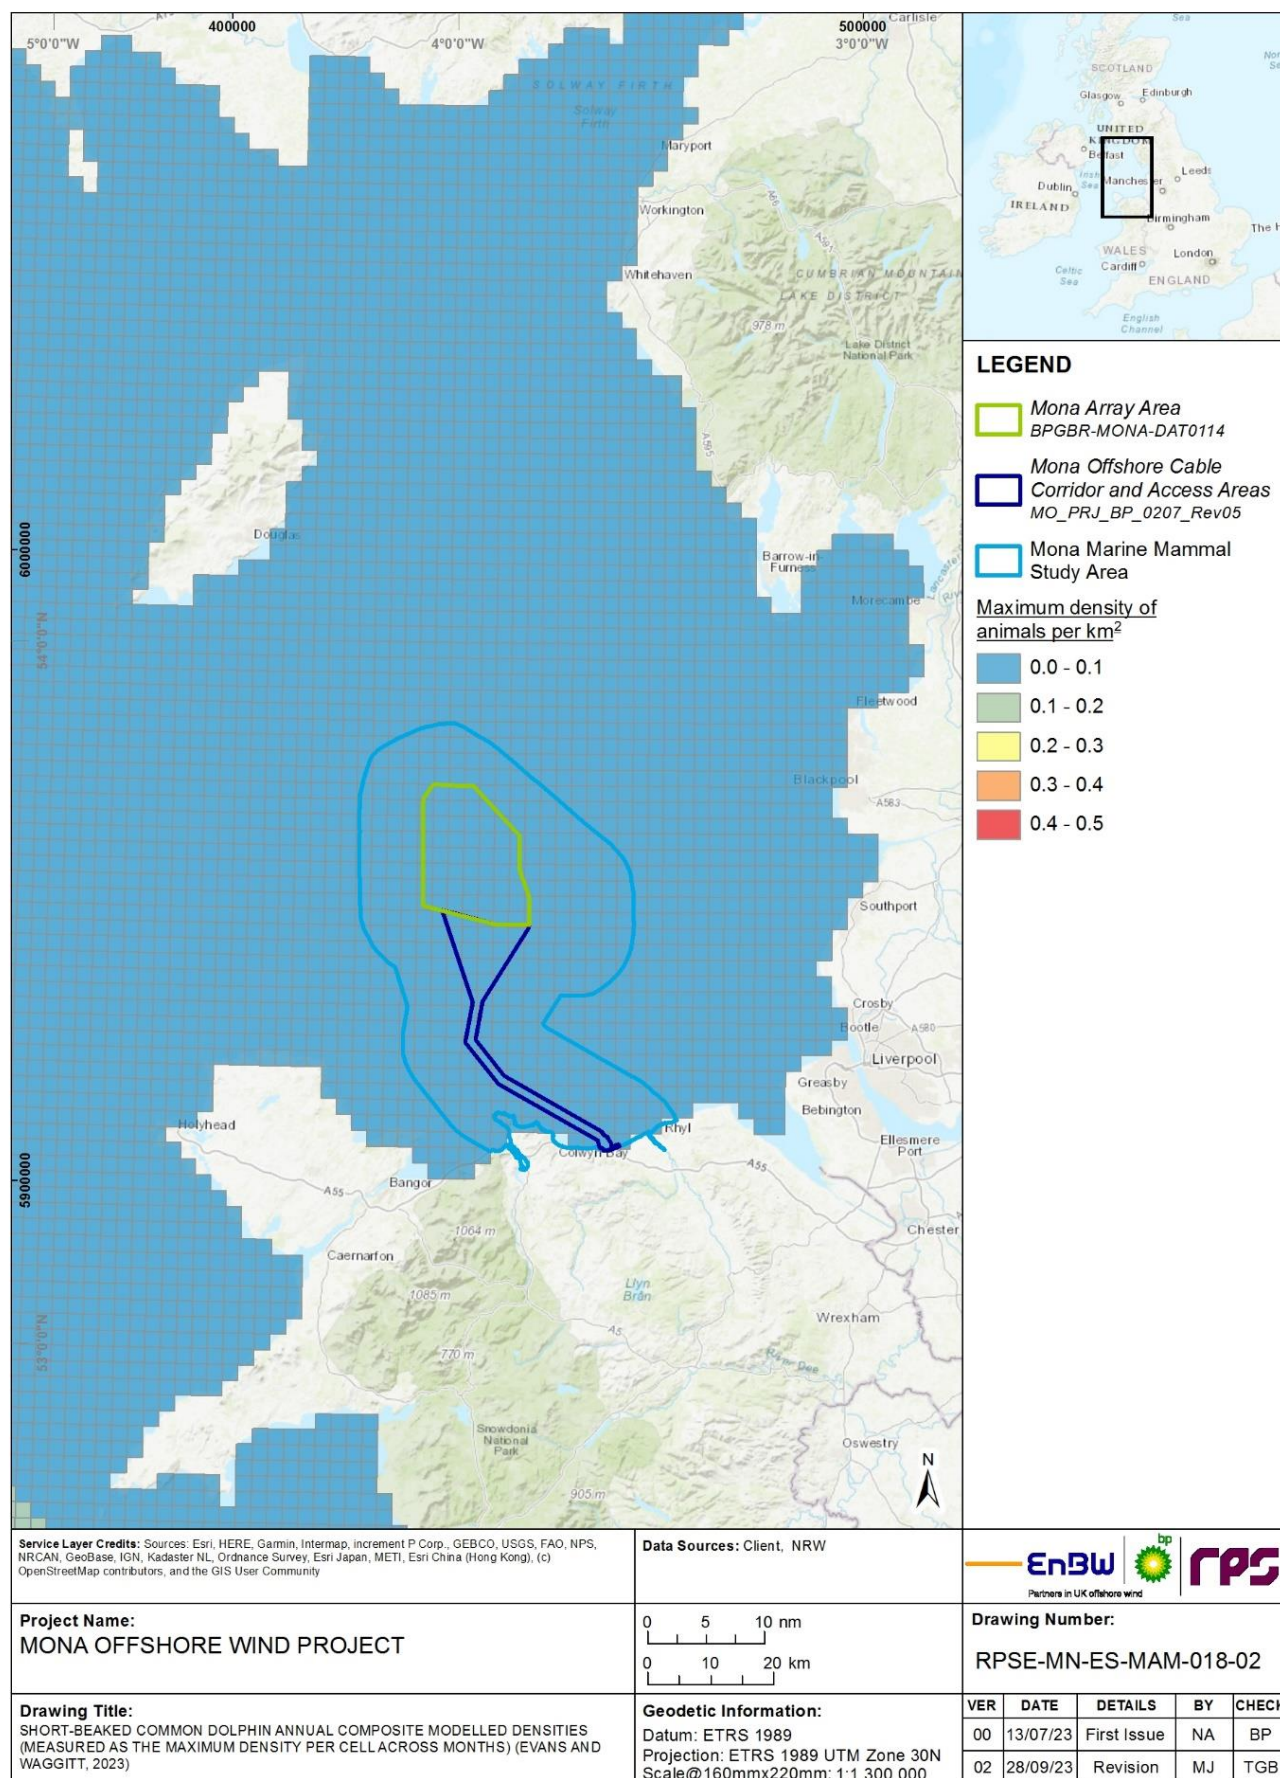 400000
500000
Carlisle
5°0'0"W
4°0'0"W
3°0'0"W
SOLWAY FIRTH
Solway
Firth
Maryport
Workington
A66
A591
Whitehaven
CUMBRIAN MOUNTAIN
LAKE DISTRICT
978 m
Lake District
National Park
A595
Douglas
6000000
Barrow-in-
Furness
Lancaster
Morecambe
54°0'0"N
Fleetwood
Blackpool
A583
Southport
Crosby
Bootle
A580
Liverpool
Greasby
Bebington
Holyhead
Rhyl
Ellesmere
Port
Colwyn Bay
A55
Bangor
A55
5900000
Chester
1064 m
Caernarfon
Llyn
Brân
1085 m
Wrexham
A5
53°0'0"N
770 m
River Dee
Snowdonia
National
Park
Oswestry
N
905 m
Sea
SCOTLAND
Glasgow
Edinburgh
UNITED
KINGDOM
Belfast
Irish
Sea
Leeds
Manchester
Dublin
IRELAND
Birmingham
The H
WALES
London
Cardiff
Celtic
Sea
ENGLAND
English
Channel
LEGEND
Mona Array Area
BPGBR-MONA-DAT0114
Mona Offshore Cable
Corridor and Access Areas
MO_PRJ_BP_0207_Rev05
Mona Marine Mammal
Study Area
Maximum density of
animals per km²
0.0 - 0.1
0.1 - 0.2
0.2 - 0.3
0.3 - 0.4
0.4 - 0.5
Service Layer Credits: Sources: Esri, HERE, Garmin, Intermap, increment P Corp., GEBCO, USGS, FAO, NPS,
NRCAN, GeoBase, IGN, Kadaster NL, Ordnance Survey, Esri Japan, METI, Esri China (Hong Kong), (c)
OpenStreetMap contributors, and the GIS User Community
Data Sources: Client, NRW
EnBW
bp
rps
Partners in UK offshore wind
Project Name:
MONA OFFSHORE WIND PROJECT
0 5 10 nm
0 10 20 km
Drawing Number:
RPSE-MN-ES-MAM-018-02
Drawing Title:
SHORT-BEAKED COMMON DOLPHIN ANNUAL COMPOSITE MODELLED DENSITIES
(MEASURED AS THE MAXIMUM DENSITY PER CELL ACROSS MONTHS) (EVANS AND
WAGGITT, 2023)
Geodetic Information:
Datum: ETRS 1989
Projection: ETRS 1989 UTM Zone 30N
Scale@160mmx220mm: 1:1 300 000
VER DATE DETAILS BY CHECK
00 13/07/23 First Issue NA BP
02 28/09/23 Revision MJ TGB